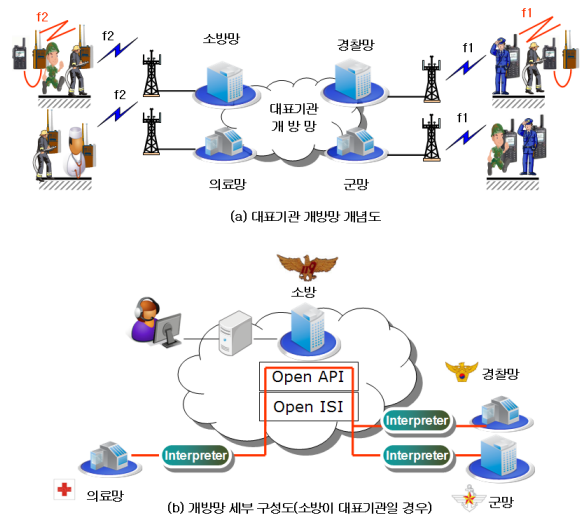 f2
f2
소방망
경찰망
f1
f1
f2
대표기관
개 방 망
f1
의료망
군망
(a) 대표기관 개방망 개념도
119
소방
Open API
Open ISI
경찰망
Interpreter
Interpreter
Interpreter
의료망
군망
(b) 개방망 세부 구성도(소방이 대표기관일 경우)